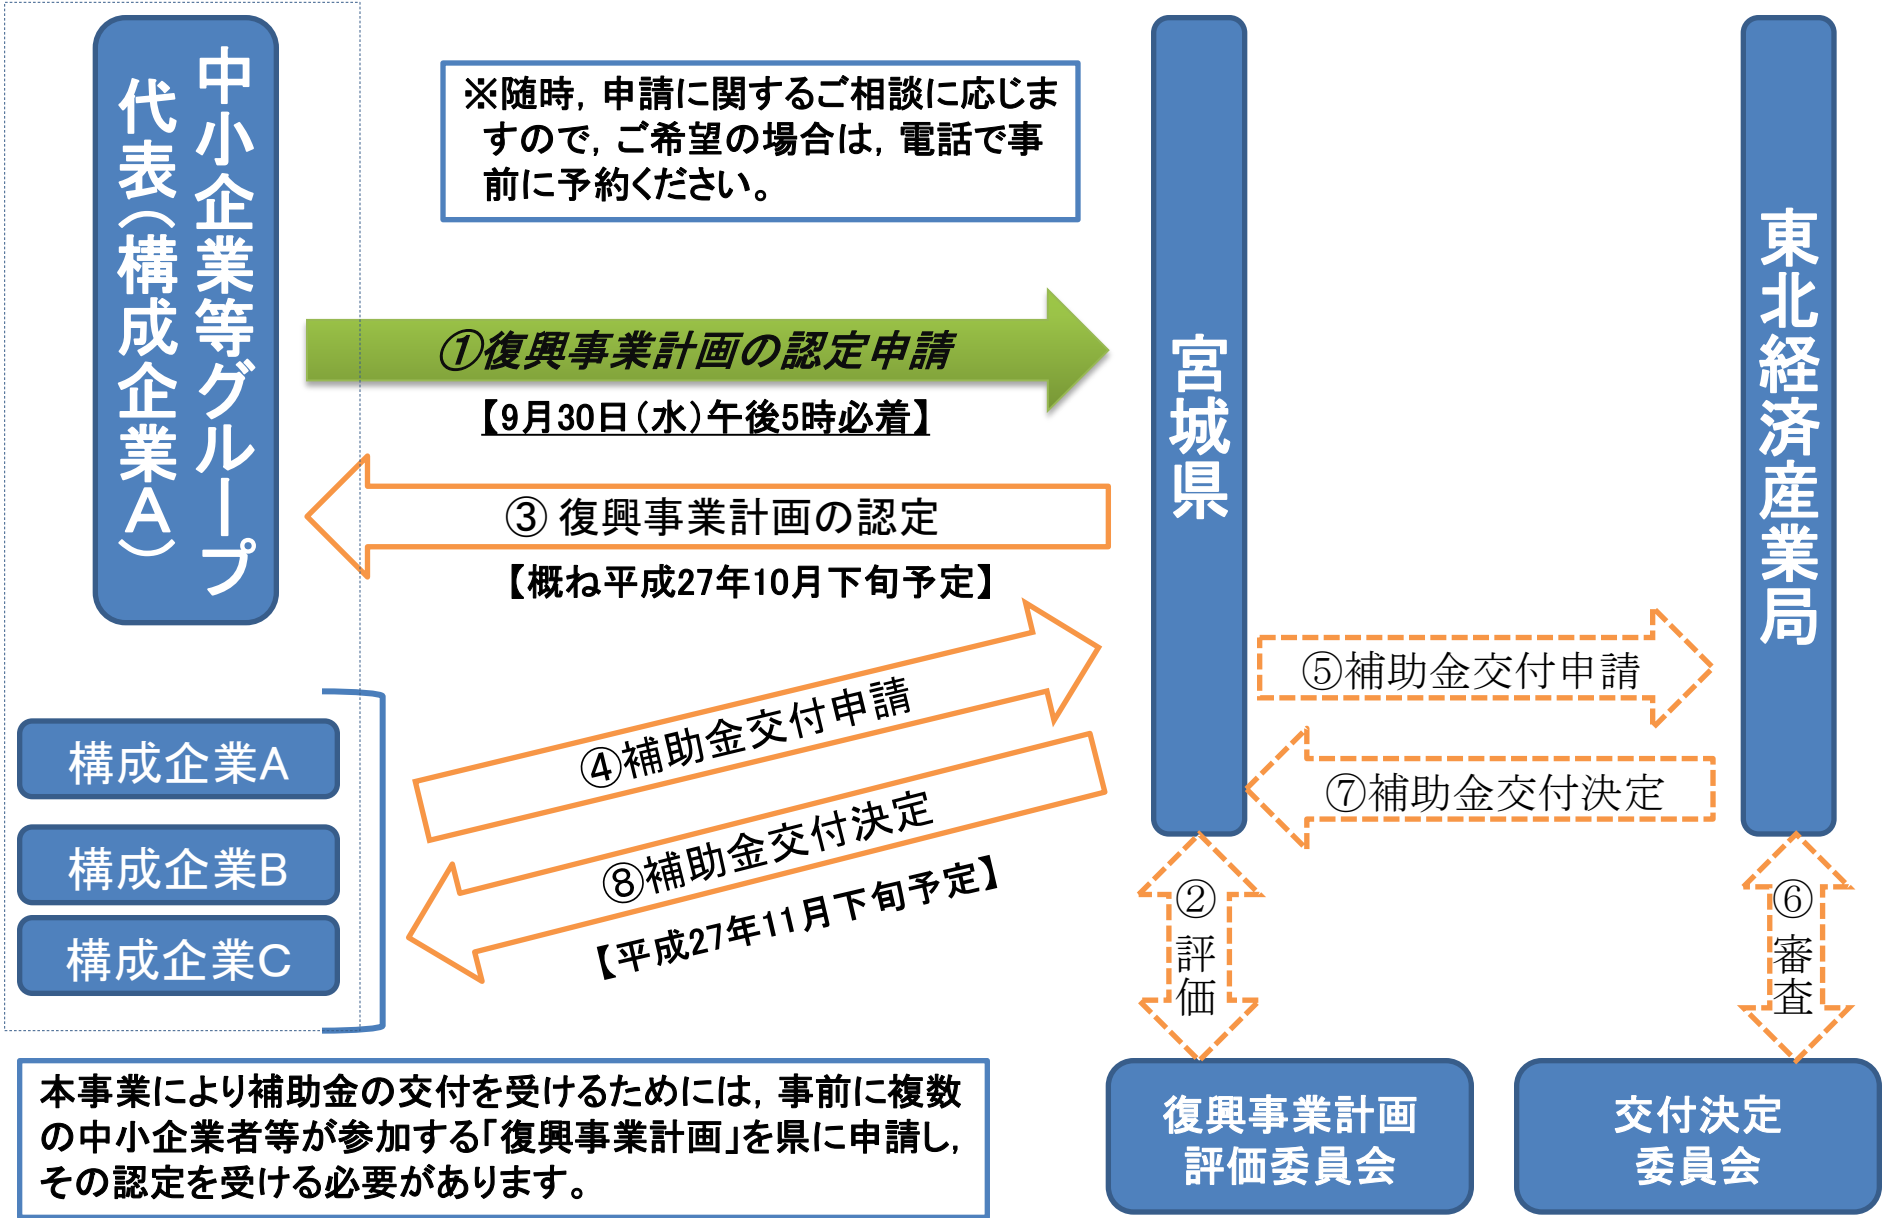 中小企業等グループ
代表（構成企業A）
※随時，申請に関するご相談に応じま
すので，ご希望の場合は，電話で事
前に予約ください。
宮城県
東北経済産業局
①復興事業計画の認定申請
【9月30日（水）午後5時必着】
③復興事業計画の認定
【概ね平成27年10月下旬予定】
④補助金交付申請
⑤補助金交付申請
⑦補助金交付決定
⑧補助金交付決定
【平成27年11月下旬予定】
構成企業A
構成企業B
構成企業C
②評価
⑥審査
本事業により補助金の交付を受けるためには，事前に複数
の中小企業者等が参加する「復興事業計画」を県に申請し，
その認定を受ける必要があります。
復興事業計画
評価委員会
交付決定
委員会